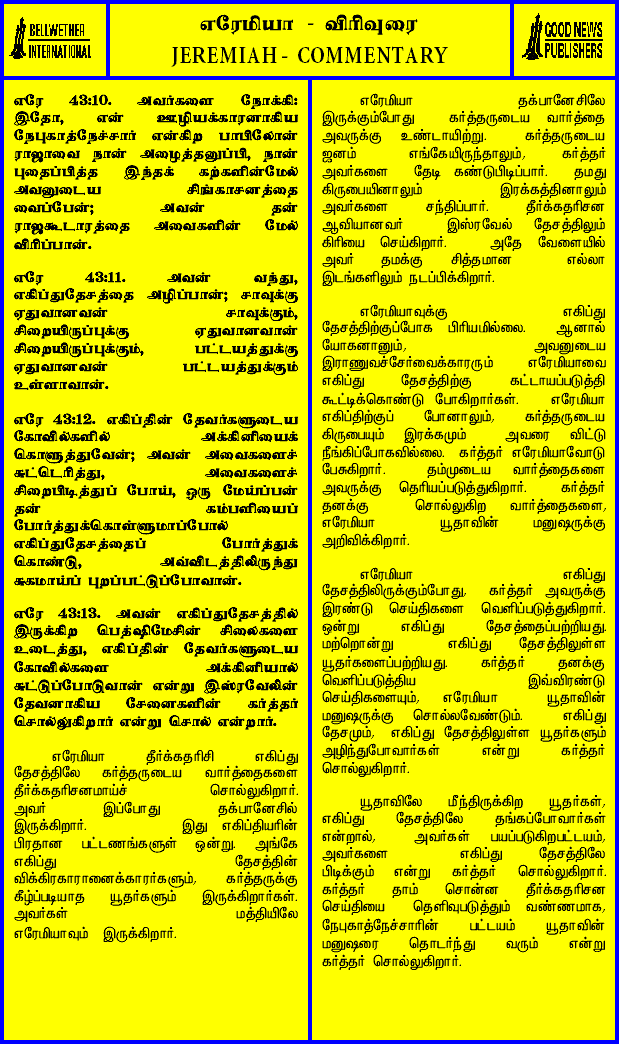 BELLWETHER
INTERNATIONAL
எரேமியா - விரிவுரை
JEREMIAH - COMMENTARY
GOOD NEWS
PUBLISHERS
எரே 43:10. அவர்களை நோக்கி:
இதோ, என் ஊழியக்காரனாகிய
நேபுகாத்நேச்சார் என்கிற பாபிலோன்
ராஜாவை நான் அழைத்தனுப்பி, நான்
புதைப்பித்த இந்தக் கற்களின்மேல்
அவனுடைய சிங்காசனத்தை
வைப்பேன்; அவன் தன்
ராஜகூடாரத்தை அவைகளின் மேல்
விரிப்பான்.
எரே 43:11. அவன் வந்து,
எகிப்துதேசத்தை அழிப்பான்; சாவுக்கு
ஏதுவானவன் சாவுக்கும்,
சிறையிருப்புக்கு ஏதுவானவான்
சிறையிருப்புக்கும், பட்டயத்துக்கு
ஏதுவானவன் பட்டயத்துக்கும்
உள்ளாவான்.
எரே 43:12. எகிப்தின் தேவர்களுடைய
கோவில்களில் அக்கினியைக்
கொளுத்துவேன்; அவன் அவைகளைச்
சுட்டெரித்து, அவைகளைச்
சிறைபிடித்துப் போய், ஒரு மேய்ப்பன்
தன் கம்பளியைப்
போர்த்துக்கொள்ளுமாப்போல்
எகிப்துதேசத்தைப் போர்த்துக்
கொண்டு, அவ்விடத்திலிருந்து
சுகமாய்ப் புறப்பட்டுப்போவான்.
எரே 43:13. அவன் எகிப்துதேசத்தில்
இருக்கிற பெத்ஷிமேசின் சிலைகளை
உடைத்து, எகிப்தின் தேவர்களுடைய
கோவில்களை அக்கினியால்
சுட்டுப்போடுவான் என்று இஸ்ரவேலின்
தேவனாகிய சேனைகளின் கர்த்தர்
சொல்லுகிறார் என்று சொல் என்றார்.
எரேமியா தீர்க்கதரிசி எகிப்து
தேசத்திலே கர்த்தருடைய வார்த்தைகளை
தீர்க்கதரிசனமாய்ச் சொல்லுகிறார்.
அவர் இப்போது தக்பானேசில்
இருக்கிறார். இது எகிப்தியரின்
பிரதான பட்டணங்களுள் ஒன்று. அங்கே
எகிப்து தேசத்தின்
விக்கிரகாராானைக்காரர்களும், கர்த்தருக்கு
கீழ்ப்படியாத யூதர்களும் இருக்கிறார்கள்.
அவர்கள் மத்தியிலே
எரேமியாவும் இருக்கிறார்.
எரேமியா தக்பானேசிலே
இருக்கும்போது கர்த்தருடைய வார்த்தை
அவருக்கு உண்டாயிற்று. கர்த்தருடைய
ஜனம் எங்கேயிருந்தாலும், கர்த்தர்
அவர்களை தேடி கண்டுபிடிப்பார். தமது
கிருபையினாலும் இரக்கத்தினாலும்
அவர்களை சந்திப்பார். தீர்க்கதரிசன
ஆவியானவர் இஸ்ரவேல் தேசத்திலும்
கிரியை செய்கிறார். அதே வேளையில்
அவர் தமக்கு சித்தமான எல்லா
இடங்களிலும் நடப்பிக்கிறார்.
எரேமியாவுக்கு எகிப்து
தேசத்திற்குப்போக பிரியமில்லை. ஆனால்
யோகனானும், அவனுடைய
இராணுவச்சேர்வைக்காரரும் எரேமியாவை
எகிப்து தேசத்திற்கு கட்டாயப்படுத்தி
கூட்டிக்கொண்டு போகிறார்கள். எரேமியா
எகிப்திற்குப் போனாலும், கர்த்தருடைய
கிருபையும் இரக்கமும் அவரை விட்டு
நீங்கிப்போகவில்லை. கர்த்தர் எரேமியாவோடு
பேசுகிறார். தம்முடைய வார்த்தைகளை
அவருக்கு தெரியப்படுத்துகிறார். கர்த்தர்
தனக்கு சொல்லுகிற வார்த்தைகளை,
எரேமியா யூதாவின் மனுஷருக்கு
அறிவிக்கிறார்.
எரேமியா எகிப்து
தேசத்திலிருக்கும்போது, கர்த்தர் அவருக்கு
இரண்டு செய்திகளை வெளிப்படுத்துகிறார்.
ஒன்று எகிப்து தேசத்தைப்பற்றியது.
மற்றொன்று எகிப்து தேசத்திலுள்ள
யூதர்களைப்பற்றியது. கர்த்தர் தனக்கு
வெளிப்படுத்திய இவ்விரண்டு
செய்திகளையும், எரேமியா யூதாவின்
மனுஷருக்கு சொல்லவேண்டும். எகிப்து
தேசமும், எகிப்து தேசத்திலுள்ள யூதர்களும்
அழிந்துபோவார்கள் என்று கர்த்தர்
சொல்லுகிறார்.
யூதாவிலே மீந்திருக்கிற யூதர்கள்,
எகிப்து தேசத்திலே தங்கப்போவார்கள்
என்றால், அவர்கள் பயப்படுகிறபட்டயம்,
அவர்களை எகிப்து தேசத்திலே
பிடிக்கும் என்று கர்த்தர் சொல்லுகிறார்.
கர்த்தர் தாம் சொன்ன தீர்க்கதரிசன
செய்தியை தெளிவுபடுத்தும் வண்ணமாக,
நேபுகாத்நேச்சாரின் பட்டயம் யூதாவின்
மனுஷரை தொடர்ந்து வரும் என்று
கர்த்தர் சொல்லுகிறார்.